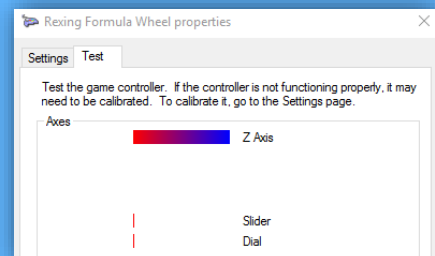 Rexing Formula Wheel properties
Settings Test
Test the game controller. If the controller is not functioning properly, it may
need to be calibrated. To calibrate it, go to the Settings page.
Axes
Z Axis
Slider
Dial